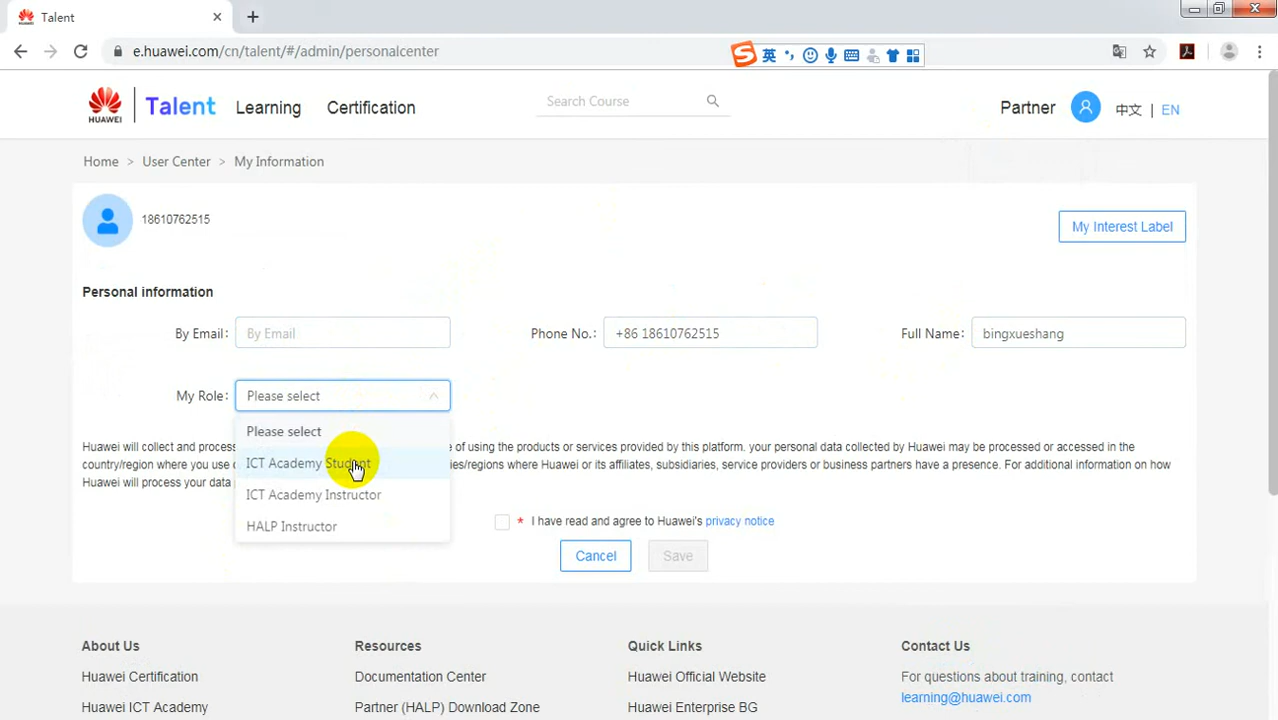 Talent
e.huawei.com/cn/talent/#/admin/personalcenter
英
HUAWEI
Talent Learning Certification
Search Course
Partner 中文 | EN
Home > User Center > My Information
18610762515
My Interest Label
Personal information
By Email: By Email
Phone No.: +86 18610762515
Full Name: bingxueshang
My Role: Please select
Please select
ICT Academy Student
ICT Academy Instructor
HALP Instructor
Huawei will collect and process e of using the products or services provided by this platform. your personal data collected by Huawei may be processed or accessed in the
country/region where you use ies/regions where Huawei or its affiliates, subsidiaries, service providers or business partners have a presence. For additional information on how
Huawei will process your data
* I have read and agree to Huawei's privacy notice
Cancel Save
About Us Resources Quick Links Contact Us
Huawei Certification Documentation Center Huawei Official Website For questions about training, contact
learning@huawei.com
Huawei ICT Academy Partner (HALP) Download Zone Huawei Enterprise BG